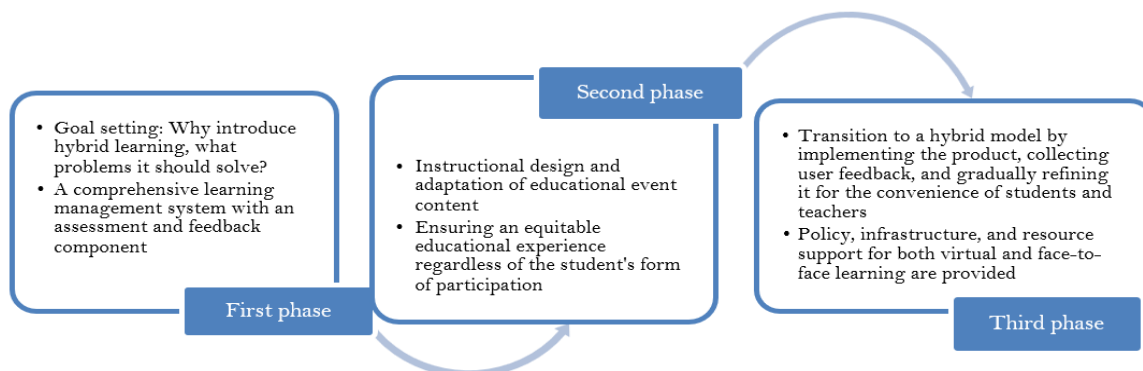 • Goal setting: Why introduce
hybrid learning, what
problems it should solve?
• A comprehensive learning
management system with an
assessment and feedback
component
First phase
Second phase
• Instructional design and
adaptation of educational event
content
• Ensuring an equitable
educational experience
regardless of the student's form
of participation
• Transition to a hybrid model by
implementing the product, collecting
user feedback, and gradually refining
it for the convenience of students and
teachers
• Policy, infrastructure, and resource
support for both virtual and face-to-
face learning are provided
Third phase